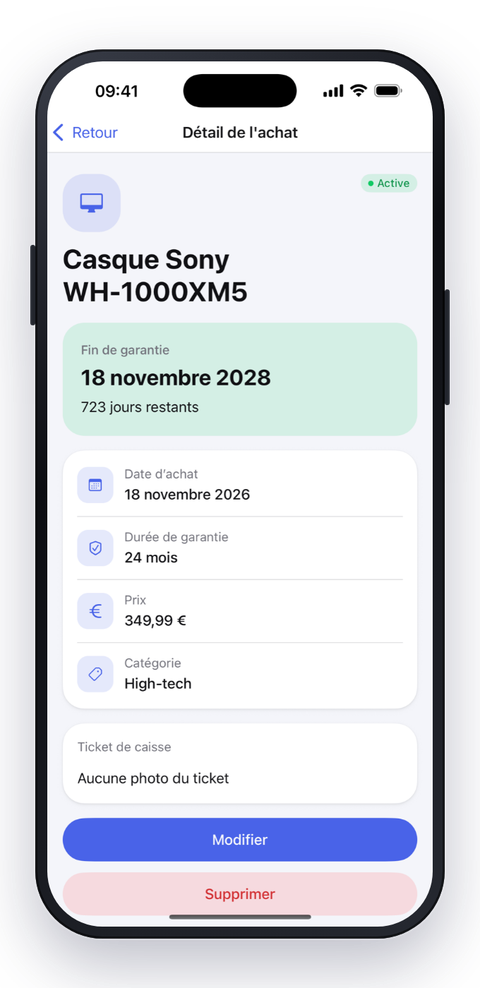 09:41
Retour
Détail de l'achat
Active
Casque Sony
WH-1000XM5
Fin de garantie
18 novembre 2028
723 jours restants
Date d'achat
18 novembre 2026
Durée de garantie
24 mois
Prix
349,99 €
Catégorie
High-tech
Ticket de caisse
Aucune photo du ticket
Modifier
Supprimer